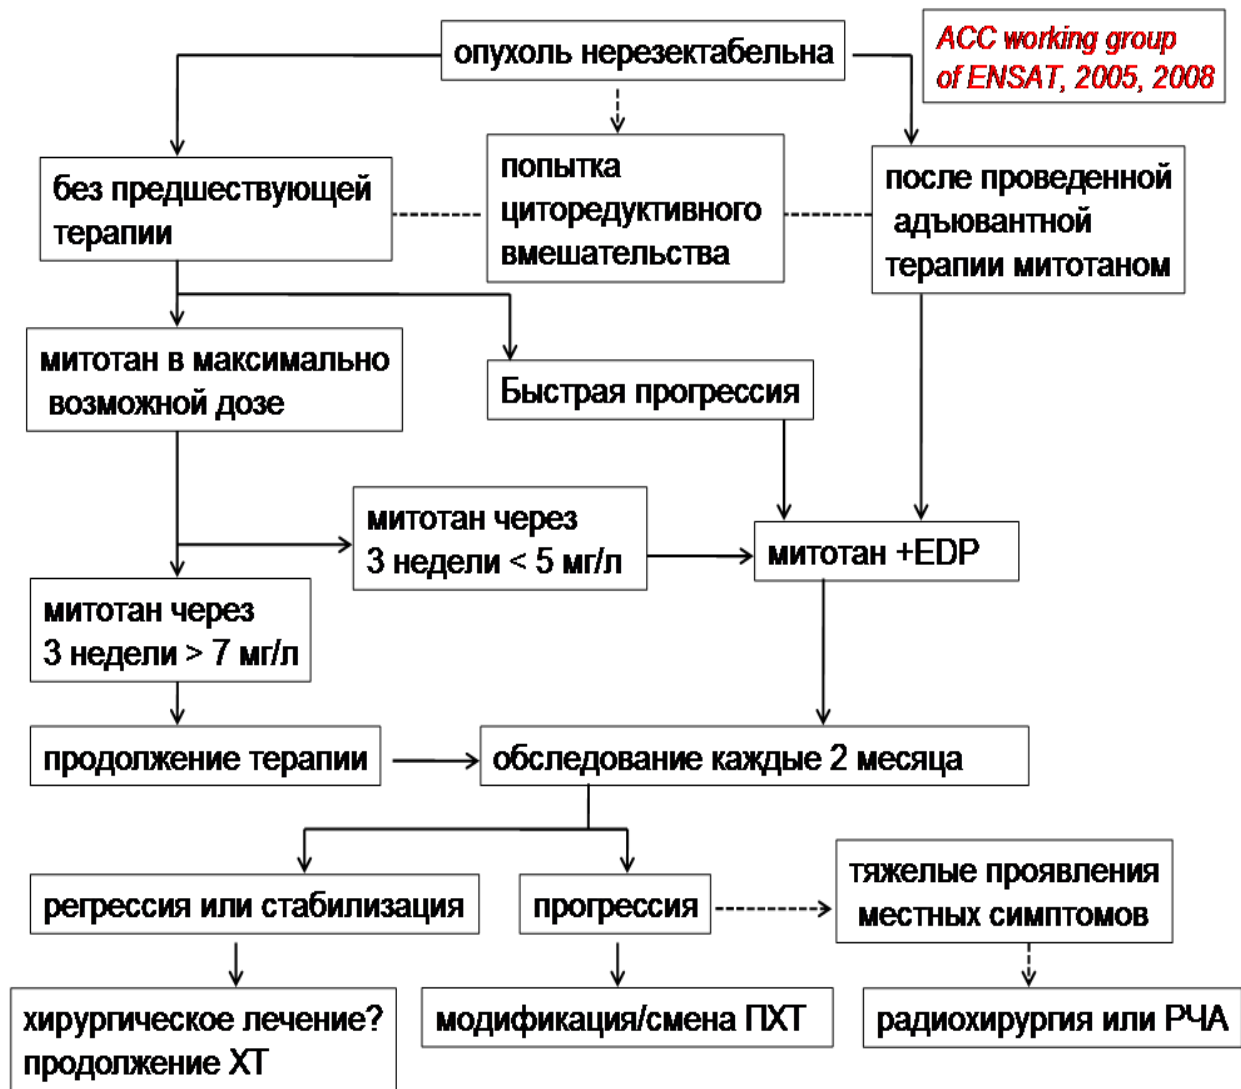 опухоль нерезектабельна
ACC working group
of ENSAT, 2005, 2008
без предшествующей
терапии
попытка
циторедуктивного
вмешательства
после проведенной
адъювантной
терапии митотаном
митотан в максимально
возможной дозе
Быстрая прогрессия
митотан через
3 недели < 5 мг/л
митотан +EDP
митотан через
3 недели > 7 мг/л
продолжение терапии
обследование каждые 2 месяца
регрессия или стабилизация
прогрессия
тяжелые проявления
местных симптомов
хирургическое лечение?
продолжение ХТ
модификация/смена ПХТ
радиохирургия или РЧА